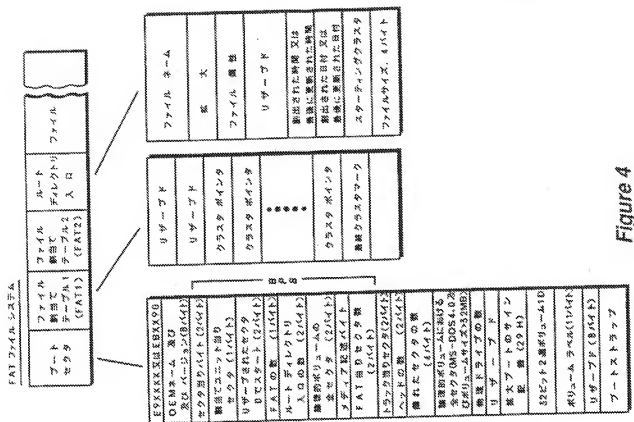 FATファイルシステム
ブート
セクタ
ファイル
割当て
テーブル1
(FAT1)
ファイル
割当て
テーブル2
(FAT2)
ルート
ディレクトリ
入口
ファイル
E9XXXX又はEBXX90
OEMネーム 及び
及び バージョン(8バイト)
セクタ当りバイト(2バイト)
割当てユニット当り
セクタ (1バイト)
リザーブされたセクタ
0でスタート (2バイト)
FATの数 (1バイト)
ルートディレクトリ
入口の数 (2バイト)
論理的ボリュームの
全セクタ (2バイト)
メディア記述バイト
FAT当りセクタ数
(2バイト)
トラック当りセクタ(2バイト)
ヘッドの数 (2バイト)
隠れたセクタの数
(4バイト)
論理的ボリュームにおける
全セクタ(MS-DOS4.0及
びボリュームサイズ>32MB)
物理ドライブの数
リザーブド
拡大ブートのサイン
記録 (29H)
32ビット2進ボリュームID
ボリューム ラベル(11バイト)
リザーブド (8バイト)
ブートストラップ
BPB
リザーブド
リザーブド
クラスタ ポインタ
クラスタ ポインタ
クラスタ ポインタ
最終クラスタマーク
ファイル ネーム
拡大
ファイル 属性
リザーブド
創出された時間 又は
最後に更新された時間
創出された日付 又は
最後に更新された日付
スターティングクラスタ
ファイルサイズ、4バイト
Figure 4